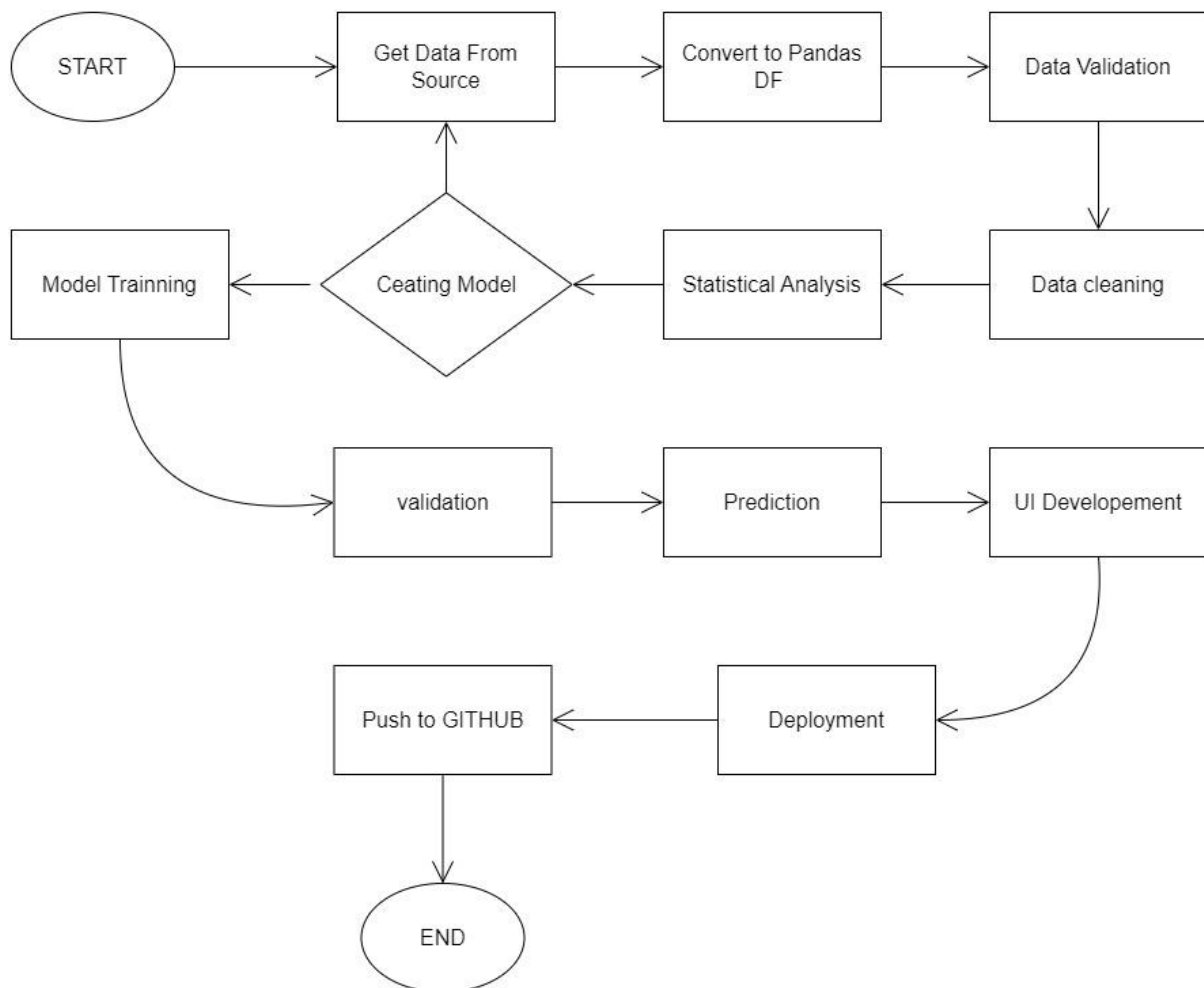 START
Get Data From
Source
Convert to Pandas
DF
Data Validation
Model Trainning
Ceating Model
Statistical Analysis
Data cleaning
validation
Prediction
UI Developement
Push to GITHUB
Deployment
END